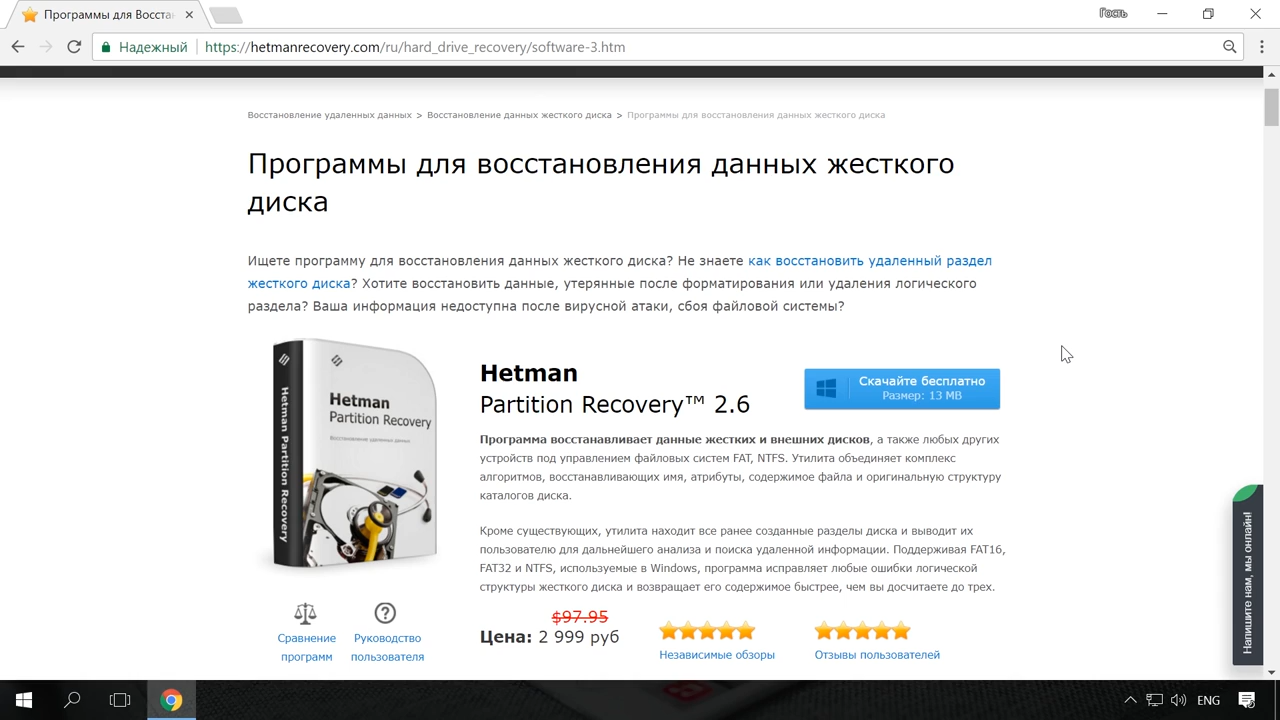 Программы для Восста
Гость
Надежный
https://hetmanrecovery.com/ru/hard_drive_recovery/software-3.htm
Восстановление удаленных данных > Восстановление данных жесткого диска > Программы для восстановления данных жесткого диска
Программы для восстановления данных жесткого
диска
Ищете программу для восстановления данных жесткого диска? Не знаете как восстановить удаленный раздел
жесткого диска? Хотите восстановить данные, утерянные после форматирования или удаления логического
раздела? Ваша информация недоступна после вирусной атаки, сбоя файловой системы?
Hetman Partition Recovery
Hetman
Partition Recovery
Восстановление удаленных данных
Hetman
Partition Recovery™ 2.6
Скачайте бесплатно
Размер: 13 MB
Программа восстанавливает данные жестких и внешних дисков, а также любых других
устройств под управлением файловых систем FAT, NTFS. Утилита объединяет комплекс
алгоритмов, восстанавливающих имя, атрибуты, содержимое файла и оригинальную структуру
каталогов диска.
Кроме существующих, утилита находит все ранее созданные разделы диска и выводит их
пользователю для дальнейшего анализа и поиска удаленной информации. Поддерживая FAT16,
FAT32 и NTFS, используемые в Windows, программа исправляет любые ошибки логической
структуры жесткого диска и возвращает его содержимое быстрее, чем вы досчитаете до трех.
$97.95
Цена: 2 999 руб
Независимые обзоры
Отзывы пользователей
Сравнение
программ
Руководство
пользователя
Напишите нам, мы онлайн!
ENG